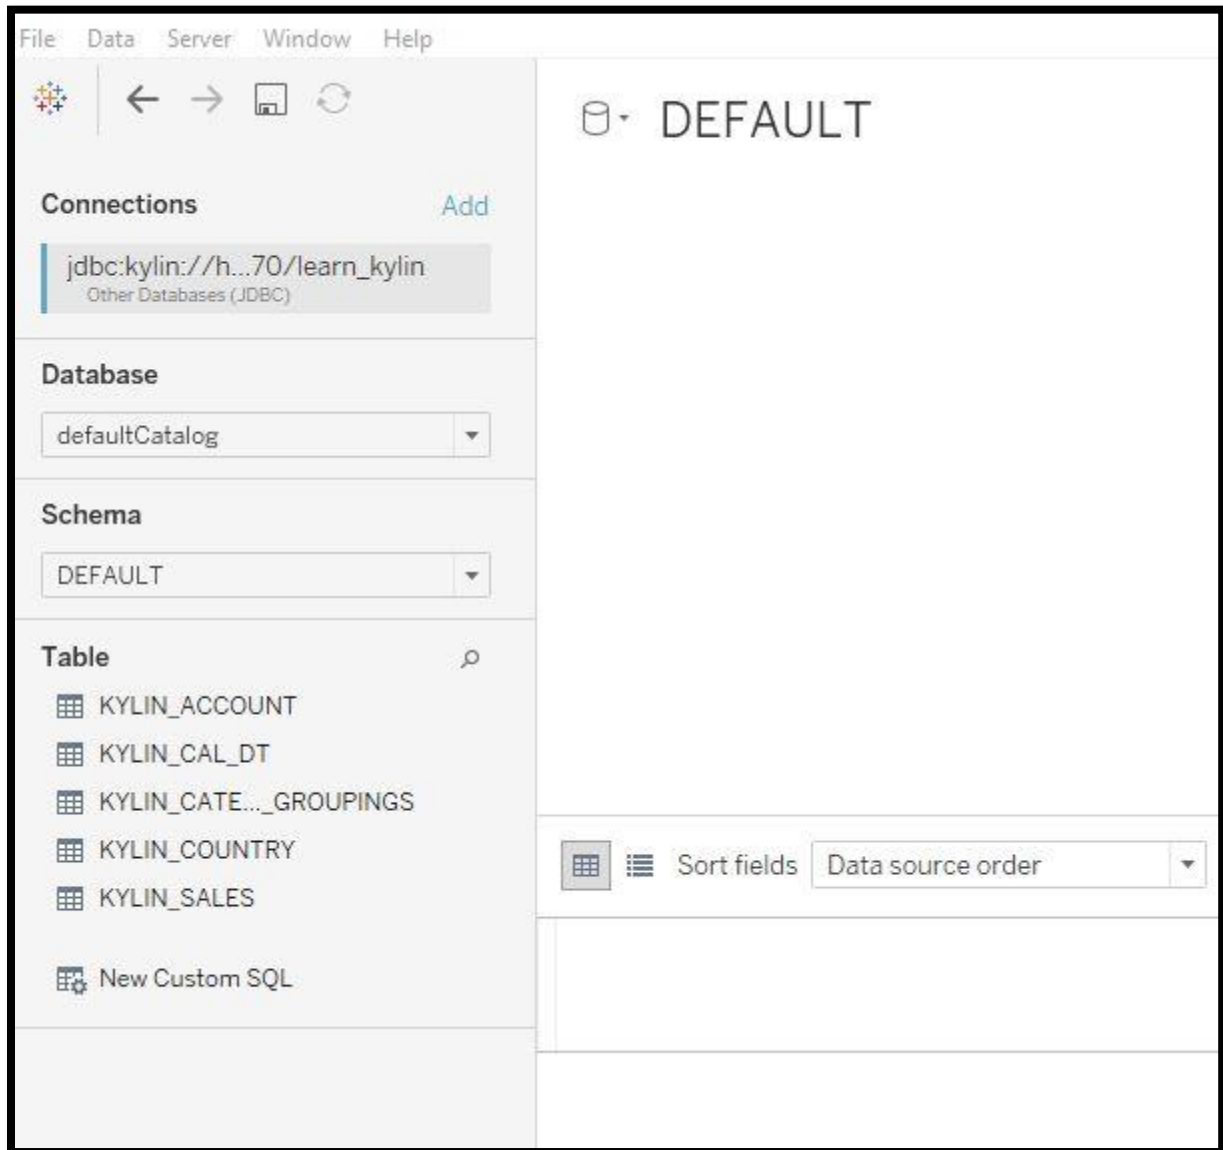 File Data Server Window Help
DEFAULT
Connections Add
jdbc:kylin://h...70/learn_kylin
Other Databases (JDBC)
Database
defaultCatalog
Schema
DEFAULT
Table
KYLIN_ACCOUNT
KYLIN_CAL_DT
KYLIN_CATE..._GROUPINGS
KYLIN_COUNTRY
KYLIN_SALES
New Custom SQL
Sort fields Data source order